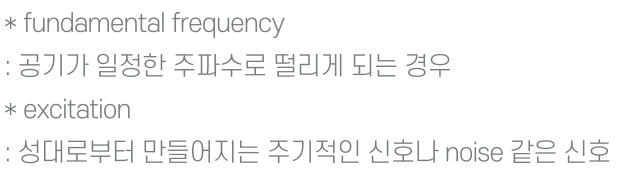 * fundamental frequency
: 공기가 일정한 주파수로 떨리게 되는 경우
* excitation
: 성대로부터 만들어지는 주기적인 신호나 noise 같은 신호